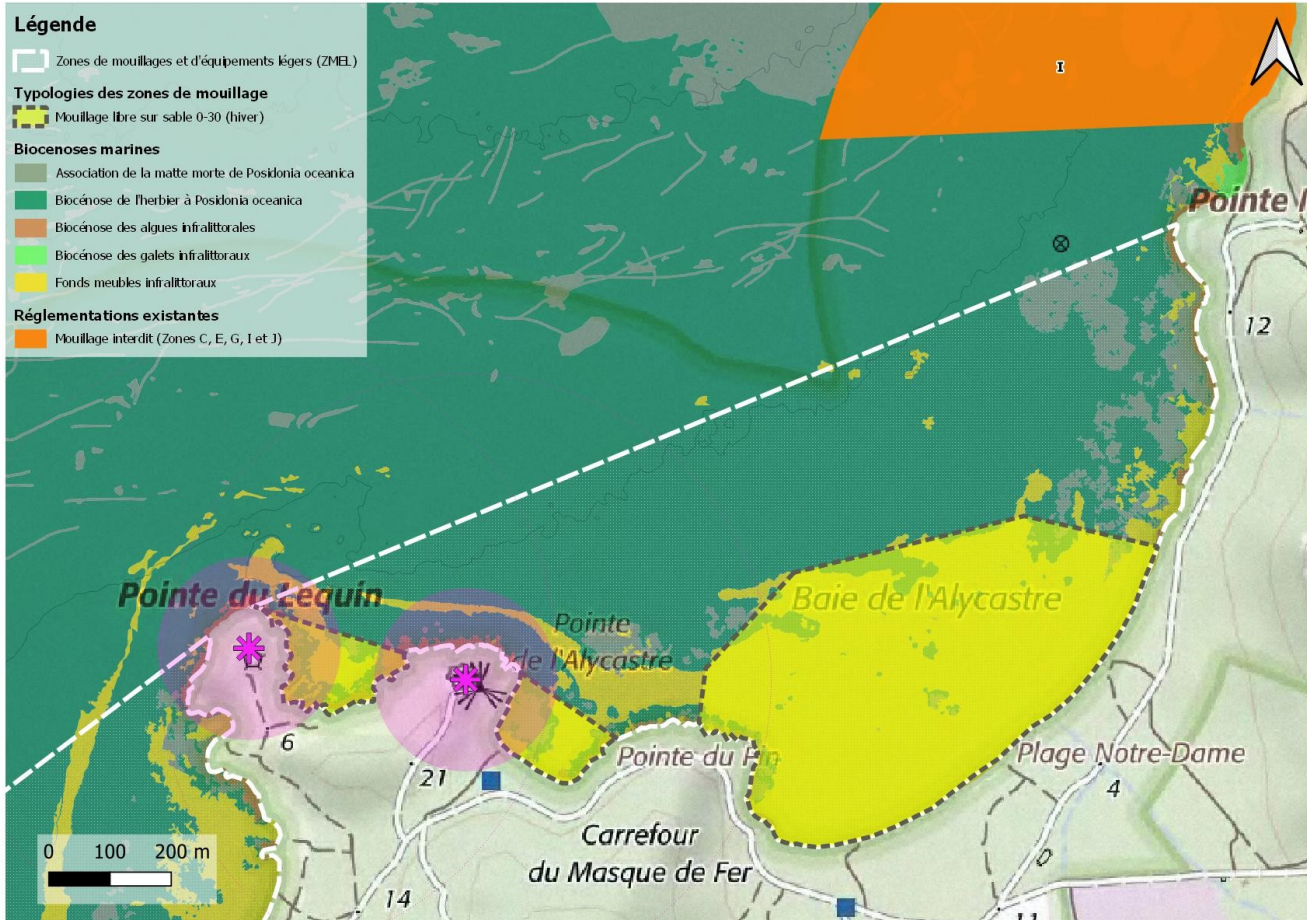 Légende
Zones de mouillages et d'équipements légers (ZMEL)
Typologies des zones de mouillage
Mouillage libre sur sable 0-30 (hiver)
Biocenoses marines
Association de la matte morte de Posidonia oceanica
Biocénose de l'herbier à Posidonia oceanica
Biocénose des algues infralittorales
Biocénose des galets infralittoraux
Fonds meubles infralittoraux
Réglementations existantes
Mouillage interdit (Zones C, E, G, I et J)
I
Pointe
12
Pointe du Lequin
Baie de l'Alycastre
Pointe
de l'Alycastre
6
21
Pointe du Pin
Plage Notre-Dame
4
0 100 200 m
Carrefour
du Masque de Fer
0
14
11